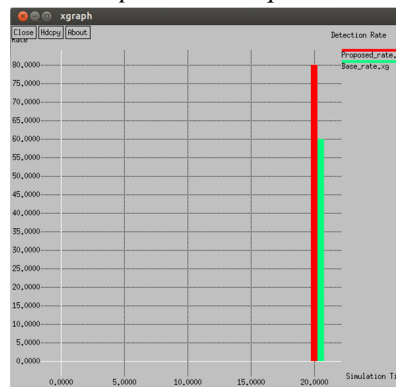 xgraph
Close Hdcpy About
Detection Rate
Rate
Proposed_rate.
Base_rate.xg
80.0000
75.0000
70.0000
65.0000
60.0000
55.0000
50.0000
45.0000
40.0000
35.0000
30.0000
25.0000
20.0000
15.0000
10.0000
5.0000
0.0000
Simulation Ti
0.0000 5.0000 10.0000 15.0000 20.0000